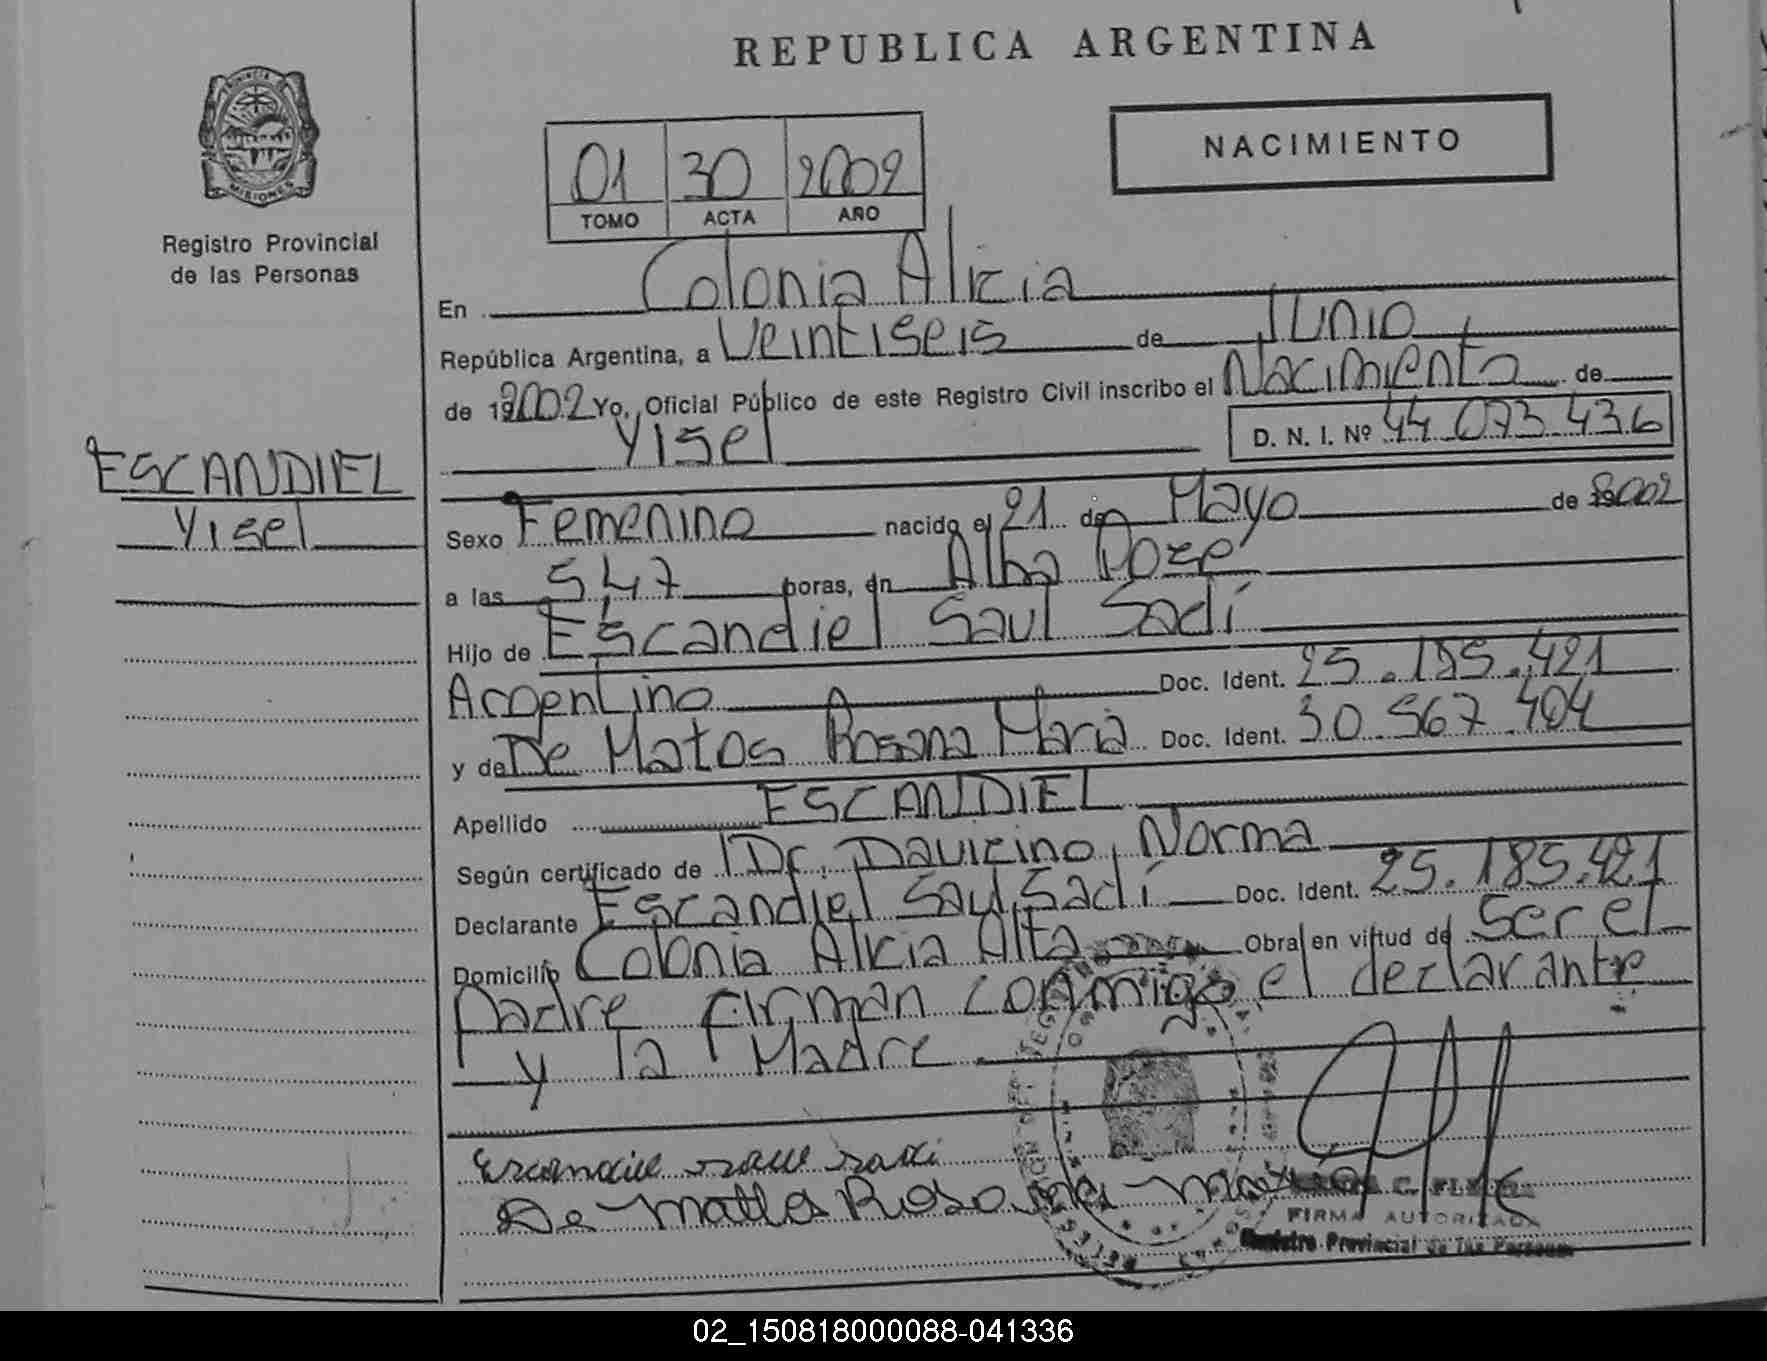 REPUBLICA ARGENTINA
NACIMIENTO
01 30 2002
TOMO ACTA AÑO
PROVINCIA DE
MISIONES
Registro Provincial
de las Personas
ESCANDIEL
Yisel
En Colonia Alicia
República Argentina, a Veintiseis de Junio
de 192002 Yo, Oficial Público de este Registro Civil inscribo el Nacimiento de
Yisel D. N. I. Nº 44 073 436
Sexo Femenino nacido el 21 de Mayo de 2002
a las 5,47 horas, en Alba Pose
Hijo de Escandiel Saul Sadí
Argentino Doc. Ident. 25.185.421
y de De Matos Rosana Maria Doc. Ident. 30 567 404
Apellido ESCANDIEL
Según certificado de Dr. Davicino, Norma
Declarante Escandiel Saul Sadí Doc. Ident. 25.185.421
Domicilio Colonia Alicia Alta Obra en virtud de Ser el
Padre Firman conmigo el declarante
y la Madre
FIRMA AUTORIZADA
Registro Provincial de las Personas
02_150818000088-041336